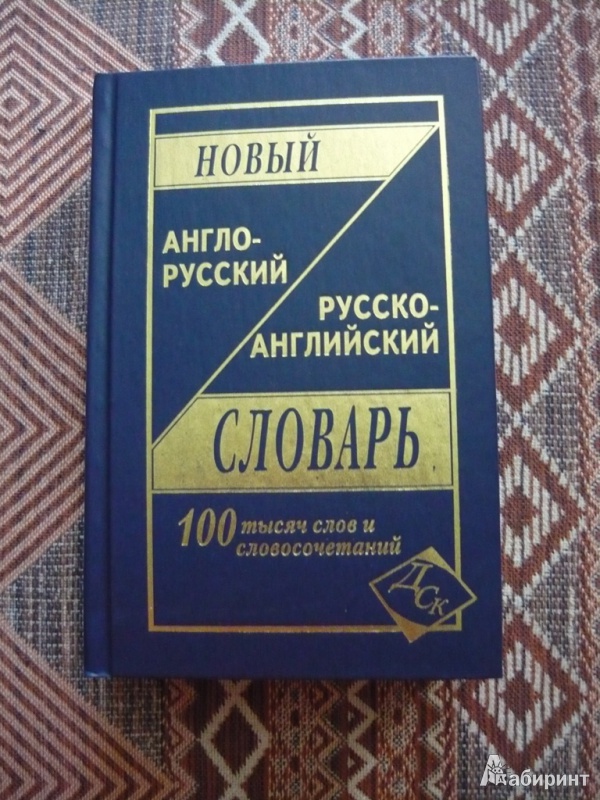 НОВЫЙ
АНГЛО-
РУССКИЙ
РУССКО-
АНГЛИЙСКИЙ
СЛОВАРЬ
100 тысяч слов и
словосочетаний
ДСК
Лабиринт